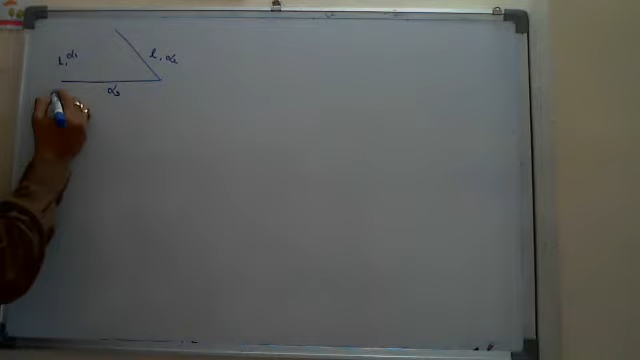 l, α₁
l, α₂
α₃